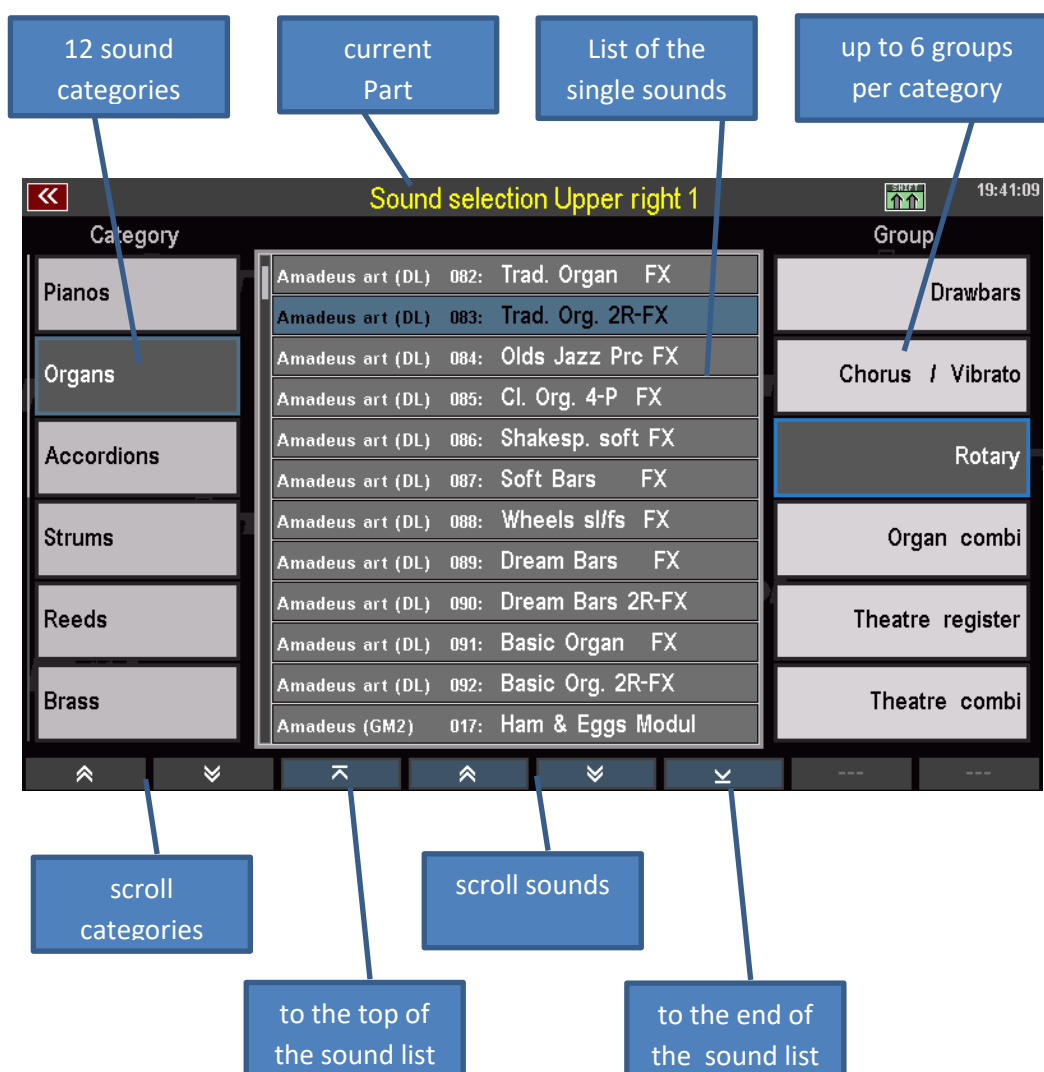 12 sound
categories
current
Part
List of the
single sounds
up to 6 groups
per category
Sound selection Upper right 1
SHIFT
19:41:09
Category
Group
Pianos
Organs
Accordions
Strums
Reeds
Brass
Amadeus art (DL) 082: Trad. Organ FX
Amadeus art (DL) 083: Trad. Org. 2R-FX
Amadeus art (DL) 084: Olds Jazz Prc FX
Amadeus art (DL) 085: Cl. Org. 4-P FX
Amadeus art (DL) 086: Shakesp. soft FX
Amadeus art (DL) 087: Soft Bars FX
Amadeus art (DL) 088: Wheels sl/fs FX
Amadeus art (DL) 089: Dream Bars FX
Amadeus art (DL) 090: Dream Bars 2R-FX
Amadeus art (DL) 091: Basic Organ FX
Amadeus art (DL) 092: Basic Org. 2R-FX
Amadeus (GM2) 017: Ham & Eggs Modul
Drawbars
Chorus / Vibrato
Rotary
Organ combi
Theatre register
Theatre combi
--- ---
scroll
categories
scroll sounds
to the top of
the sound list
to the end of
the sound list